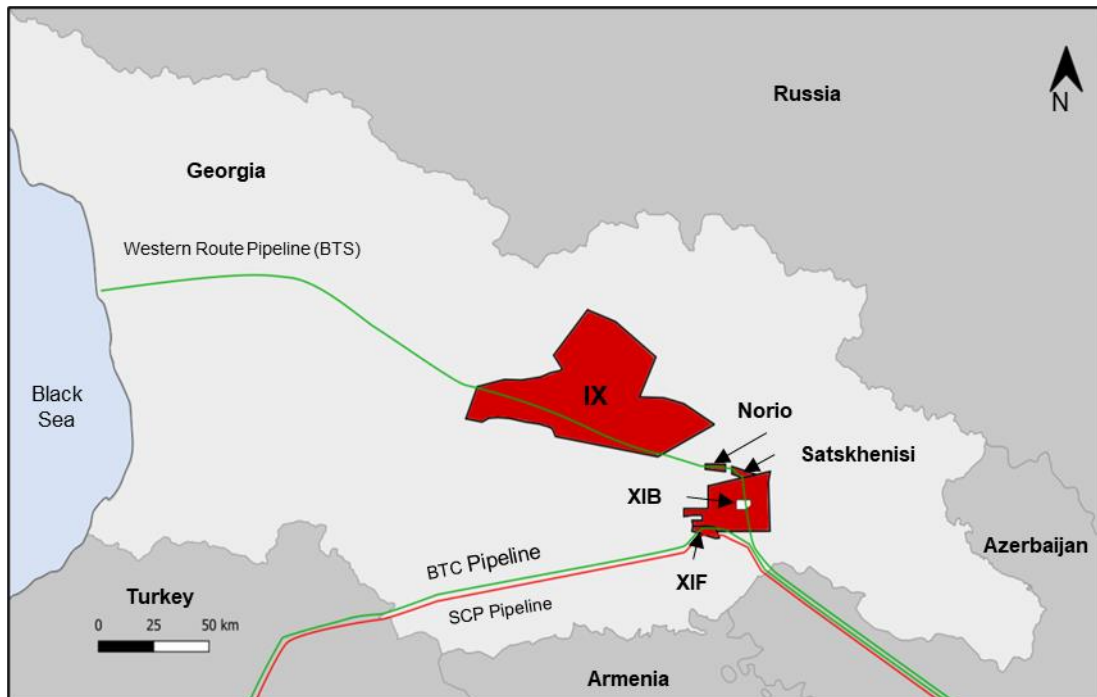 Russia
N
Georgia
Western Route Pipeline (BTS)
Black
Sea
IX
Norio
Satskhenisi
XIB
Azerbaijan
BTC Pipeline
XIF
SCP Pipeline
Turkey
0 25 50 km
Armenia